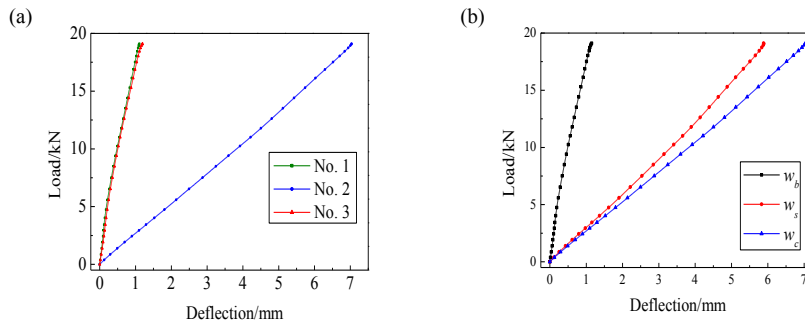 (a)
20
15
10
5
0
Load/kN
0 1 2 3 4 5 6 7
Deflection/mm
No. 1
No. 2
No. 3
(b)
20
15
10
5
0
Load/kN
0 1 2 3 4 5 6 7
Deflection/mm
w_b
w_s
w_c